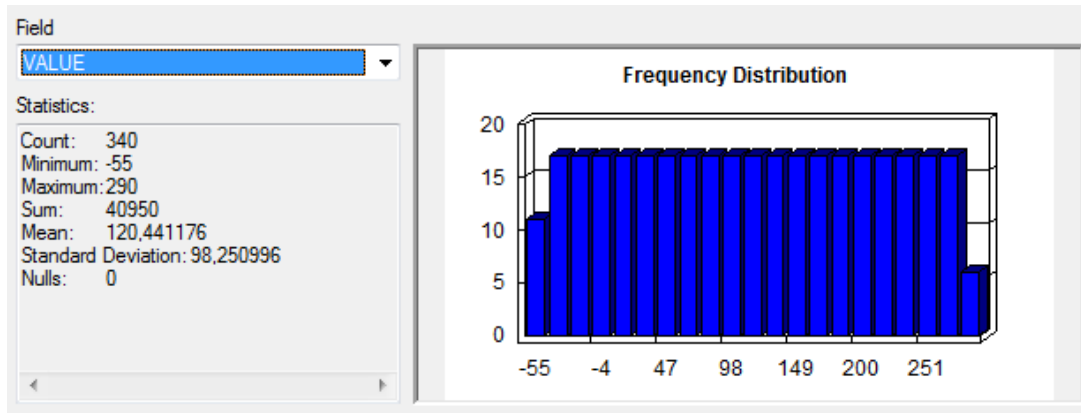 Field
VALUE
Statistics:
Count: 340
Minimum: -55
Maximum: 290
Sum: 40950
Mean: 120,441176
Standard Deviation: 98,250996
Nulls: 0
Frequency Distribution
20
15
10
5
0
-55 -4 47 98 149 200 251